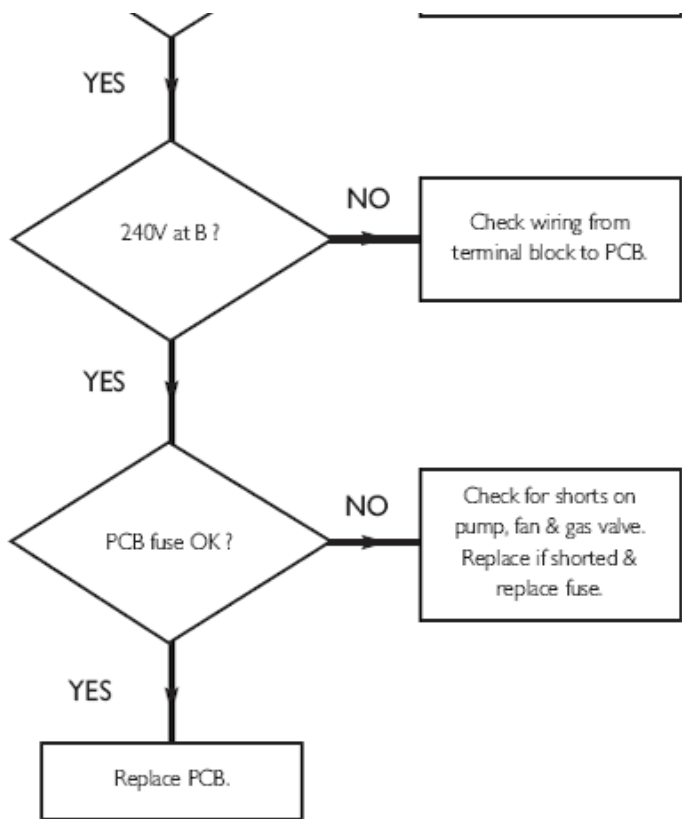 YES
240V at B ?
NO
Check wiring from
terminal block to PCB.
YES
PCB fuse OK ?
NO
Check for shorts on
pump, fan & gas valve.
Replace if shorted &
replace fuse.
YES
Replace PCB.